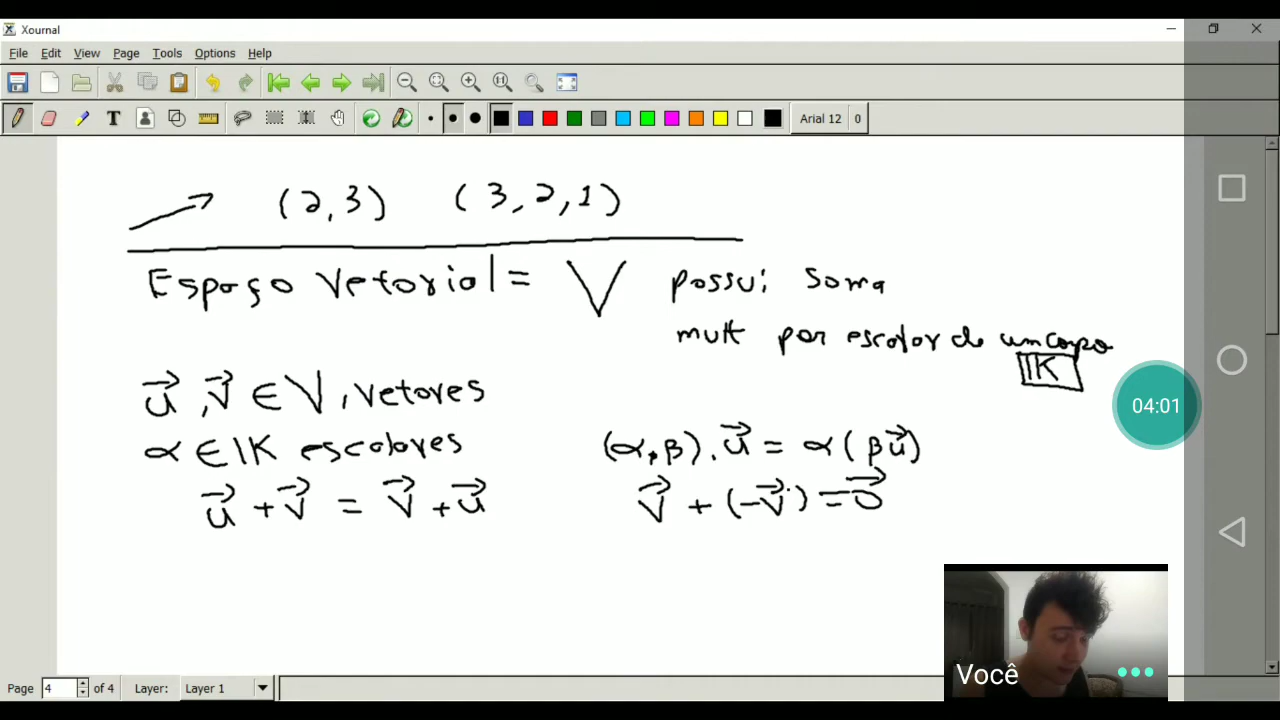 Xournal
File Edit View Page Tools Options Help
Arial 12 0
(2,3) (3,2,1)
Espaço Vetorial = V possui soma
mult por escalar de um corpo
K
u⃗, v⃗ ∈ V, vetores
04:01
α ∈ K escalares (α.β).u⃗ = α(βu⃗)
u⃗ + v⃗ = v⃗ + u⃗ v⃗ + (-v⃗) = 0⃗
Você
Page 4 of 4 Layer: Layer 1